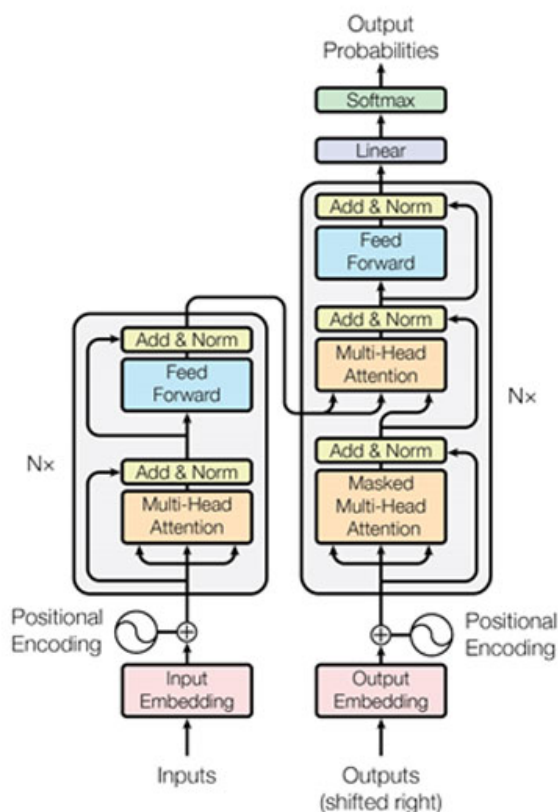 Output
Probabilities
Softmax
Linear
Add & Norm
Feed
Forward
Add & Norm
Multi-Head
Attention
Nx
Add & Norm
Masked
Multi-Head
Attention
Add & Norm
Feed
Forward
Nx
Add & Norm
Multi-Head
Attention
Positional
Encoding
Positional
Encoding
Input
Embedding
Output
Embedding
Inputs
Outputs
(shifted right)